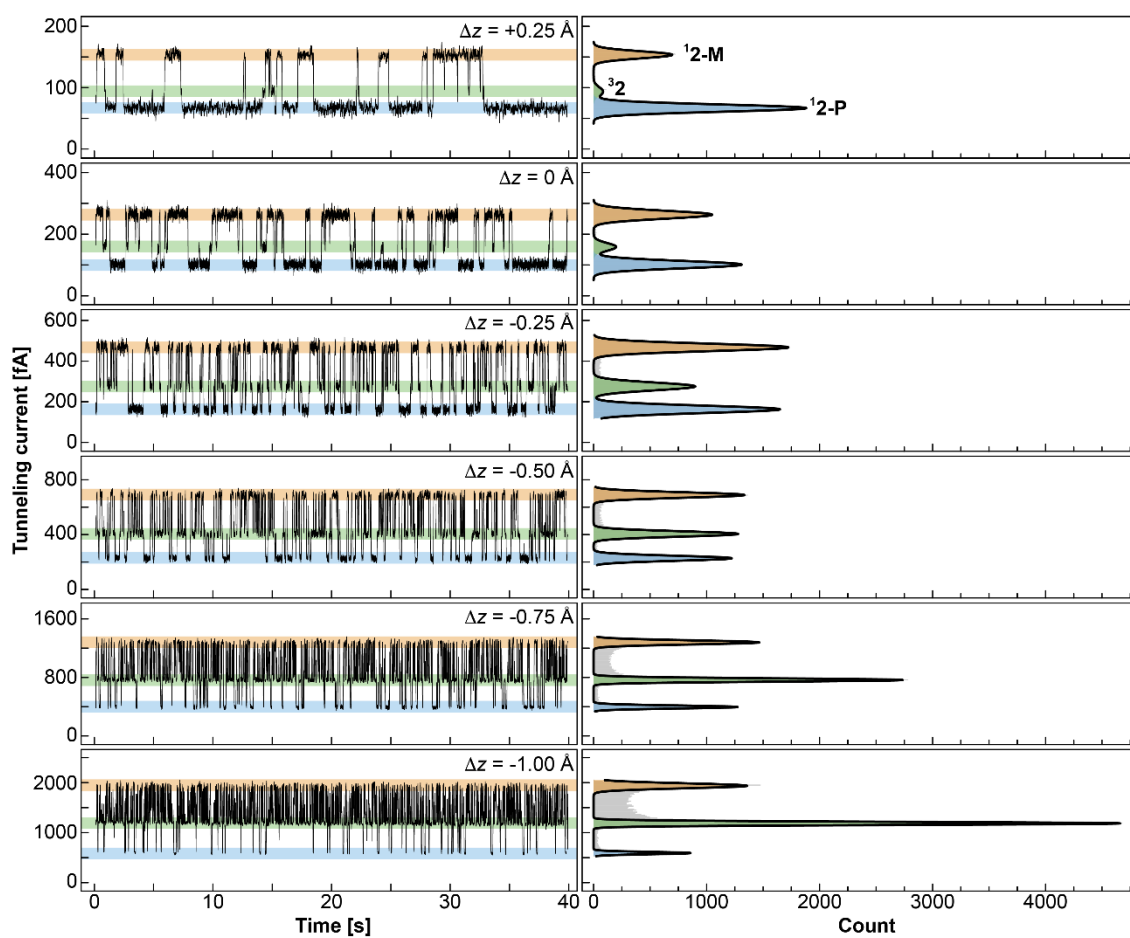 Δz = +0.25 Å
200
100
0
¹2-M
³2
¹2-P
Δz = 0 Å
400
200
0
Δz = -0.25 Å
600
400
200
0
Δz = -0.50 Å
800
400
0
Δz = -0.75 Å
1600
800
0
Δz = -1.00 Å
2000
1000
0
Tunneling current [fA]
0 10 20 30 40
0 1000 2000 3000 4000
Time [s]
Count